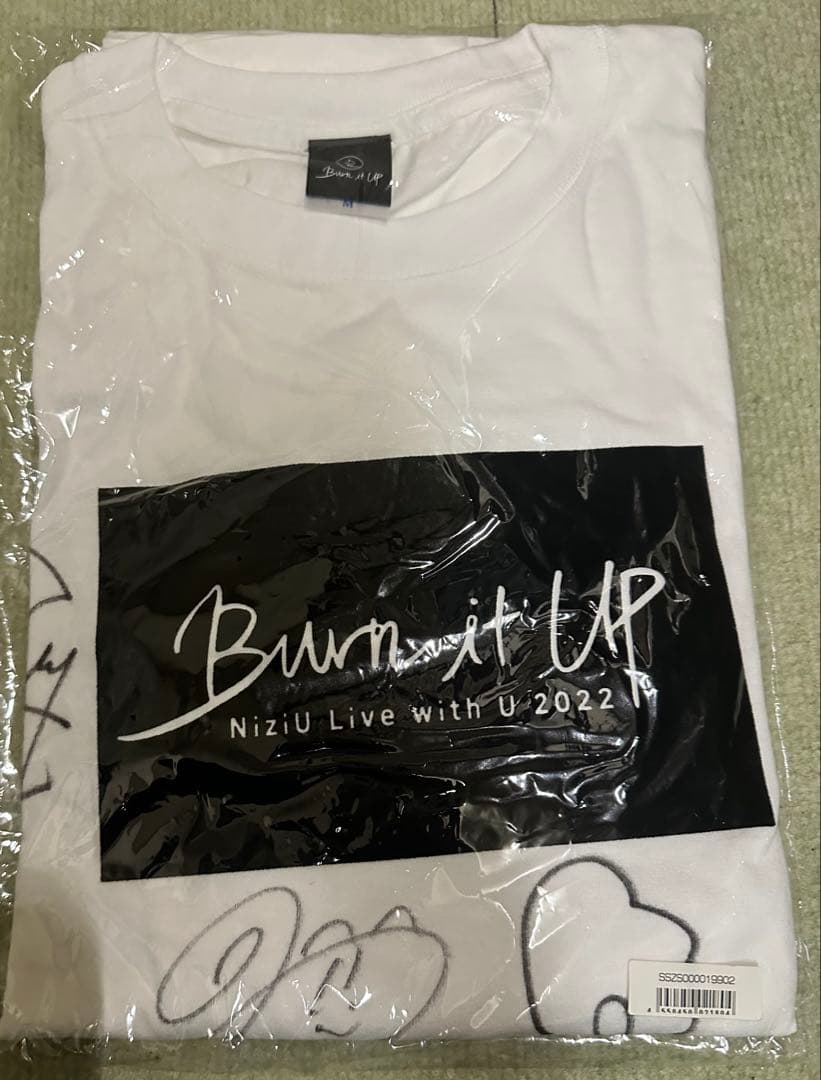 Burn it UP
M
Burn it UP
NiziU Live with U 2022
SSZS000019902